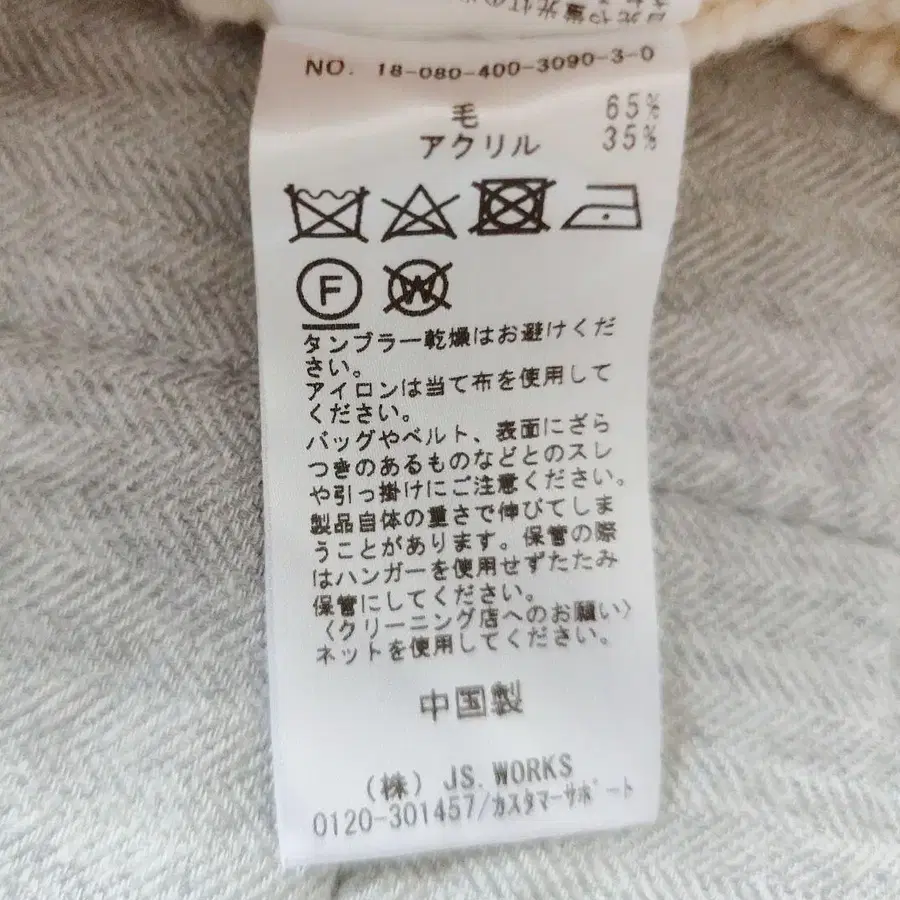 NO. 18-080-400-3090-3-0
毛 65%
アクリル 35%
F W
タンブラー乾燥はお避けくだ
さい。
アイロンは当て布を使用して
ください。
バッグやベルト、表面にざら
つきのあるものなどとのスレ
や引っ掛けにご注意ください。
製品自体の重さで伸びてしま
うことがあります。保管の際
はハンガーを使用せずたたみ
保管にしてください。
〈クリーニング店へのお願い〉
ネットを使用してください。
中国製
(株) JS. WORKS
0120-301457/カスタマーサポート